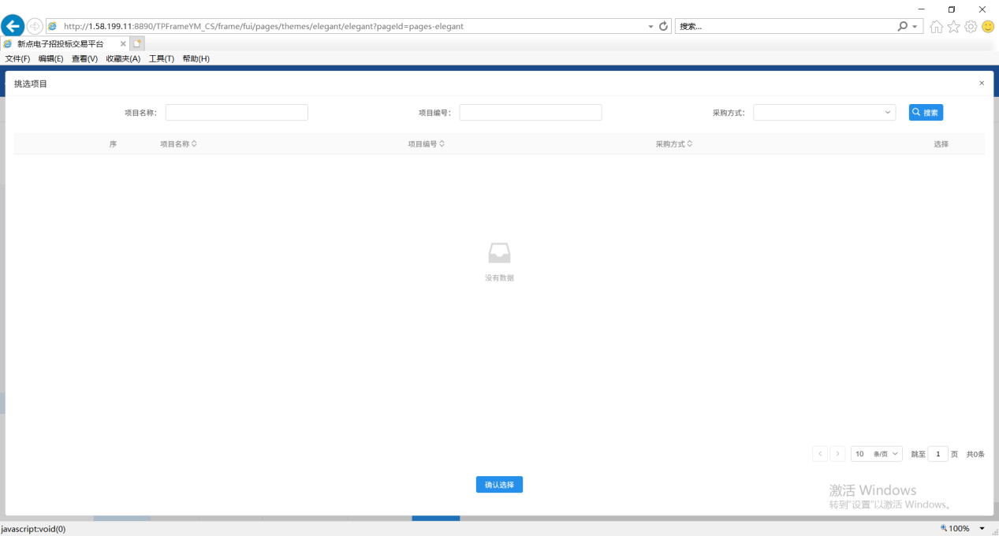 http://1.58.199.11:8890/TPFrameYM_CS/frame/fui/pages/themes/elegant/elegant?pageId=pages-elegant 搜索...
新点电子招投标交易平台
文件(F) 编辑(E) 查看(V) 收藏夹(A) 工具(T) 帮助(H)
挑选项目
项目名称: 项目编号: 采购方式: 搜索
序 项目名称 项目编号 采购方式 选择
没有数据
10 条/页 跳至 1 页 共0条
确认选择
激活 Windows
转到"设置"以激活 Windows。
javascript:void(0) 100%